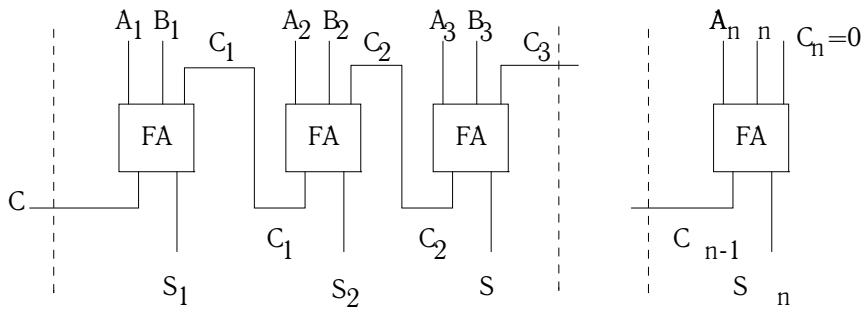 A1 B1 C1 A2 B2 C2 A3 B3 C3 An n Cn=0
FA FA FA FA
C
C1 C2 C n-1
S1 S2 S S n